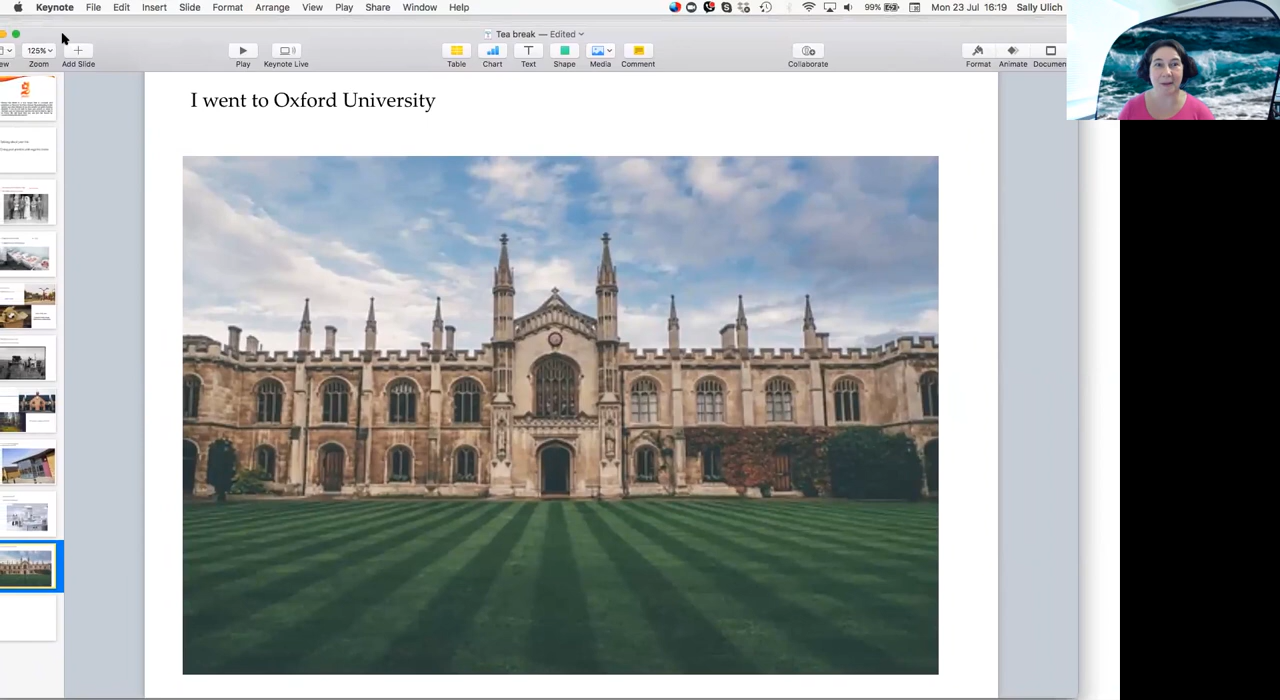 Keynote File Edit Insert Slide Format Arrange View Play Share Window Help 99% Mon 23 Jul 16:19 Sally Ulich
Tea break — Edited
125%
Zoom Add Slide Play Keynote Live Table Chart Text Shape Media Comment Collaborate Format Animate Documen
I went to Oxford University